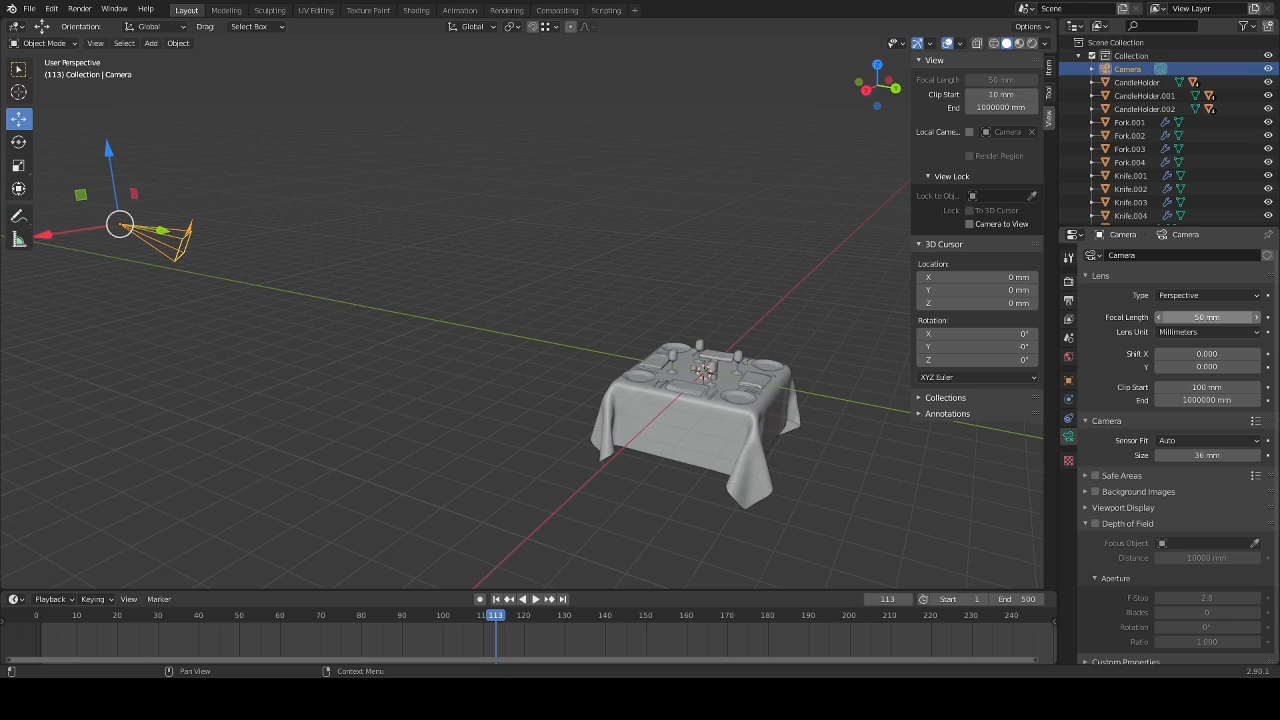 File Edit Render Window Help Layout Modeling Sculpting UV Editing Texture Paint Shading Animation Rendering Compositing Scripting + Scene View Layer
Orientation: Global Drag: Select Box Global Options
Object Mode View Select Add Object
User Perspective
(113) Collection | Camera
Z
X
Y
View
Focal Length 50 mm
Clip Start 10 mm
End 1000000 mm
Local Came... Camera
Render Region
View Lock
Lock to Obj...
Lock To 3D Cursor
Camera to View
3D Cursor
Location:
X 0 mm
Y 0 mm
Z 0 mm
Rotation:
X 0°
Y -0°
Z 0°
XYZ Euler
Collections
Annotations
Item
Tool
View
Scene Collection
Collection
Camera
CandleHolder 4
CandleHolder.001 4
CandleHolder.002 4
Fork.001
Fork.002
Fork.003
Fork.004
Knife.001
Knife.002
Knife.003
Knife.004
Camera Camera
Camera
Lens
Type Perspective
Focal Length 50 mm
Lens Unit Millimeters
Shift X 0.000
Y 0.000
Clip Start 100 mm
End 1000000 mm
Camera
Sensor Fit Auto
Size 36 mm
Safe Areas
Background Images
Viewport Display
Depth of Field
Focus Object
Distance 10000 mm
Aperture
F-Stop 2.8
Blades 0
Rotation 0°
Ratio 1.000
Custom Properties
Playback Keying View Marker 113 Start 1 End 500
0 10 20 30 40 50 60 70 80 90 100 113 120 130 140 150 160 170 180 190 200 210 220 230 240
Pan View Context Menu 2.90.1